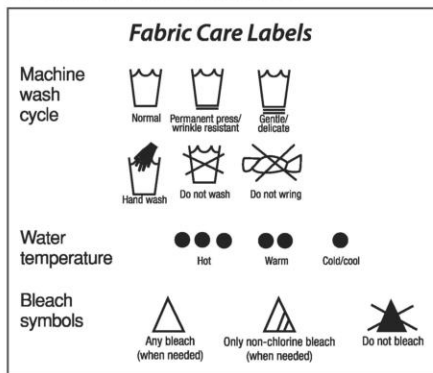 Fabric Care Labels
Machine
wash
cycle
Normal
Permanent press/
wrinkle resistant
Gentle/
delicate
Hand wash
Do not wash
Do not wring
Water
temperature
Hot
Warm
Cold/cool
Bleach
symbols
Any bleach
(when needed)
Only non-chlorine bleach
(when needed)
Do not bleach